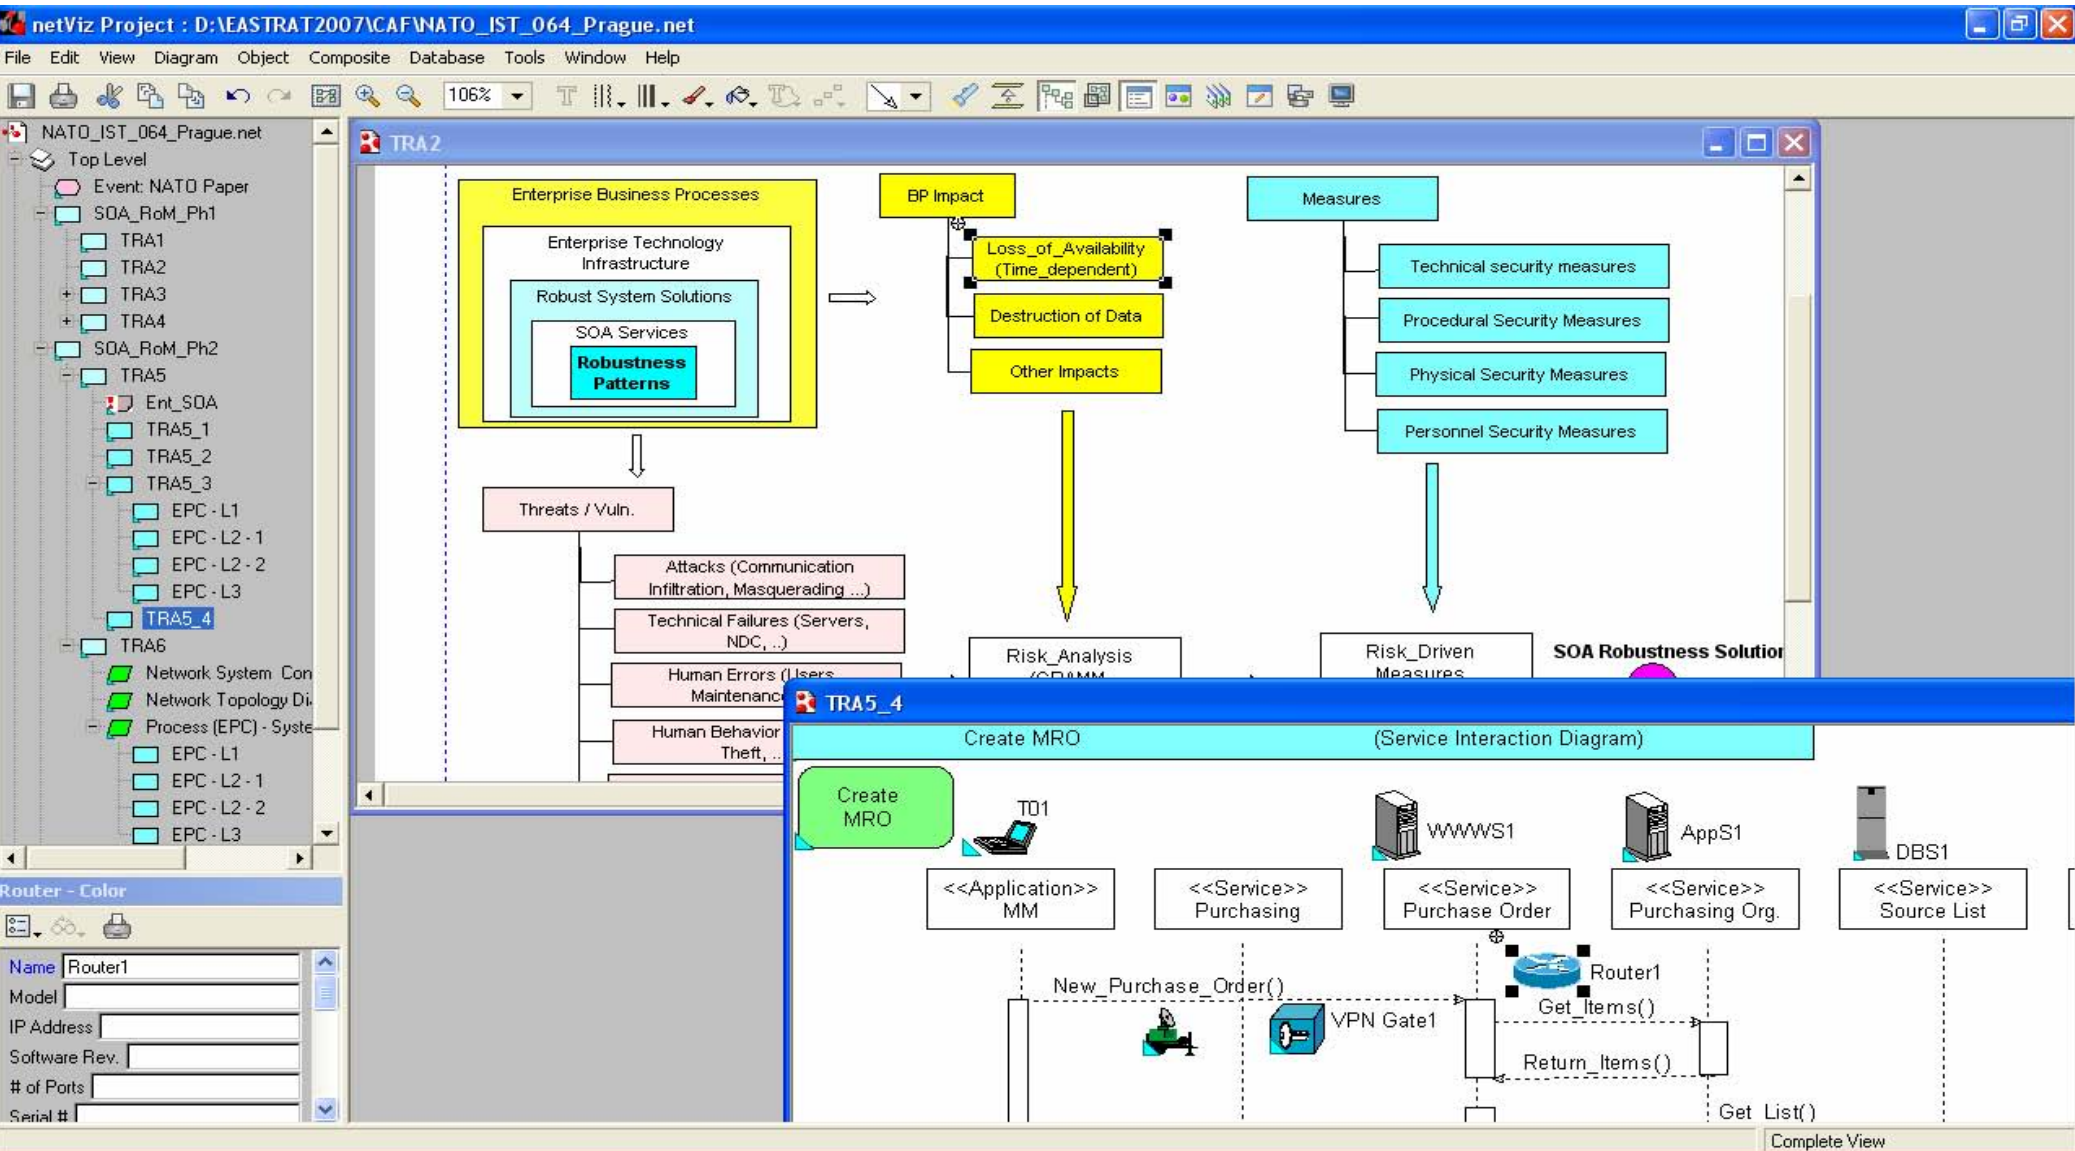 netViz Project : D:\EASTRAT2007\CAF\NATO_IST_064_Prague.net
File Edit View Diagram Object Composite Database Tools Window Help
106%
NATO_IST_064_Prague.net
Top Level
Event: NATO Paper
SOA_RoM_Ph1
TRA1
TRA2
TRA3
TRA4
SOA_RoM_Ph2
TRA5
Ent_SOA
TRA5_1
TRA5_2
TRA5_3
EPC - L1
EPC - L2 - 1
EPC - L2 - 2
EPC - L3
TRA5_4
TRA6
Network System Con
Network Topology Di
Process (EPC) - Syste
EPC - L1
EPC - L2 - 1
EPC - L2 - 2
EPC - L3
Router - Color
Name Router1
Model
IP Address
Software Rev.
# of Ports
Serial #
TRA2
Enterprise Business Processes
Enterprise Technology
Infrastructure
Robust System Solutions
SOA Services
Robustness
Patterns
BP Impact
Loss_of_Availability
(Time_dependent)
Destruction of Data
Other Impacts
Measures
Technical security measures
Procedural Security Measures
Physical Security Measures
Personnel Security Measures
Threats / Vuln.
Attacks (Communication
Infiltration, Masquerading ...)
Technical Failures (Servers,
NDC, ..)
Human Errors (Users
Maintenanc
Human Behavior
Theft, ..
Risk_Analysis
(CRAMM
Risk_Driven
Measures
SOA Robustness Solution
TRA5_4
Create MRO (Service Interaction Diagram)
Create
MRO
T01
WWWS1
AppS1
DBS1
<<Application>>
MM
<<Service>>
Purchasing
<<Service>>
Purchase Order
<<Service>>
Purchasing Org.
<<Service>>
Source List
Router1
New_Purchase_Order()
VPN Gate1
Get_Items()
Return_Items()
Get_List()
Complete View